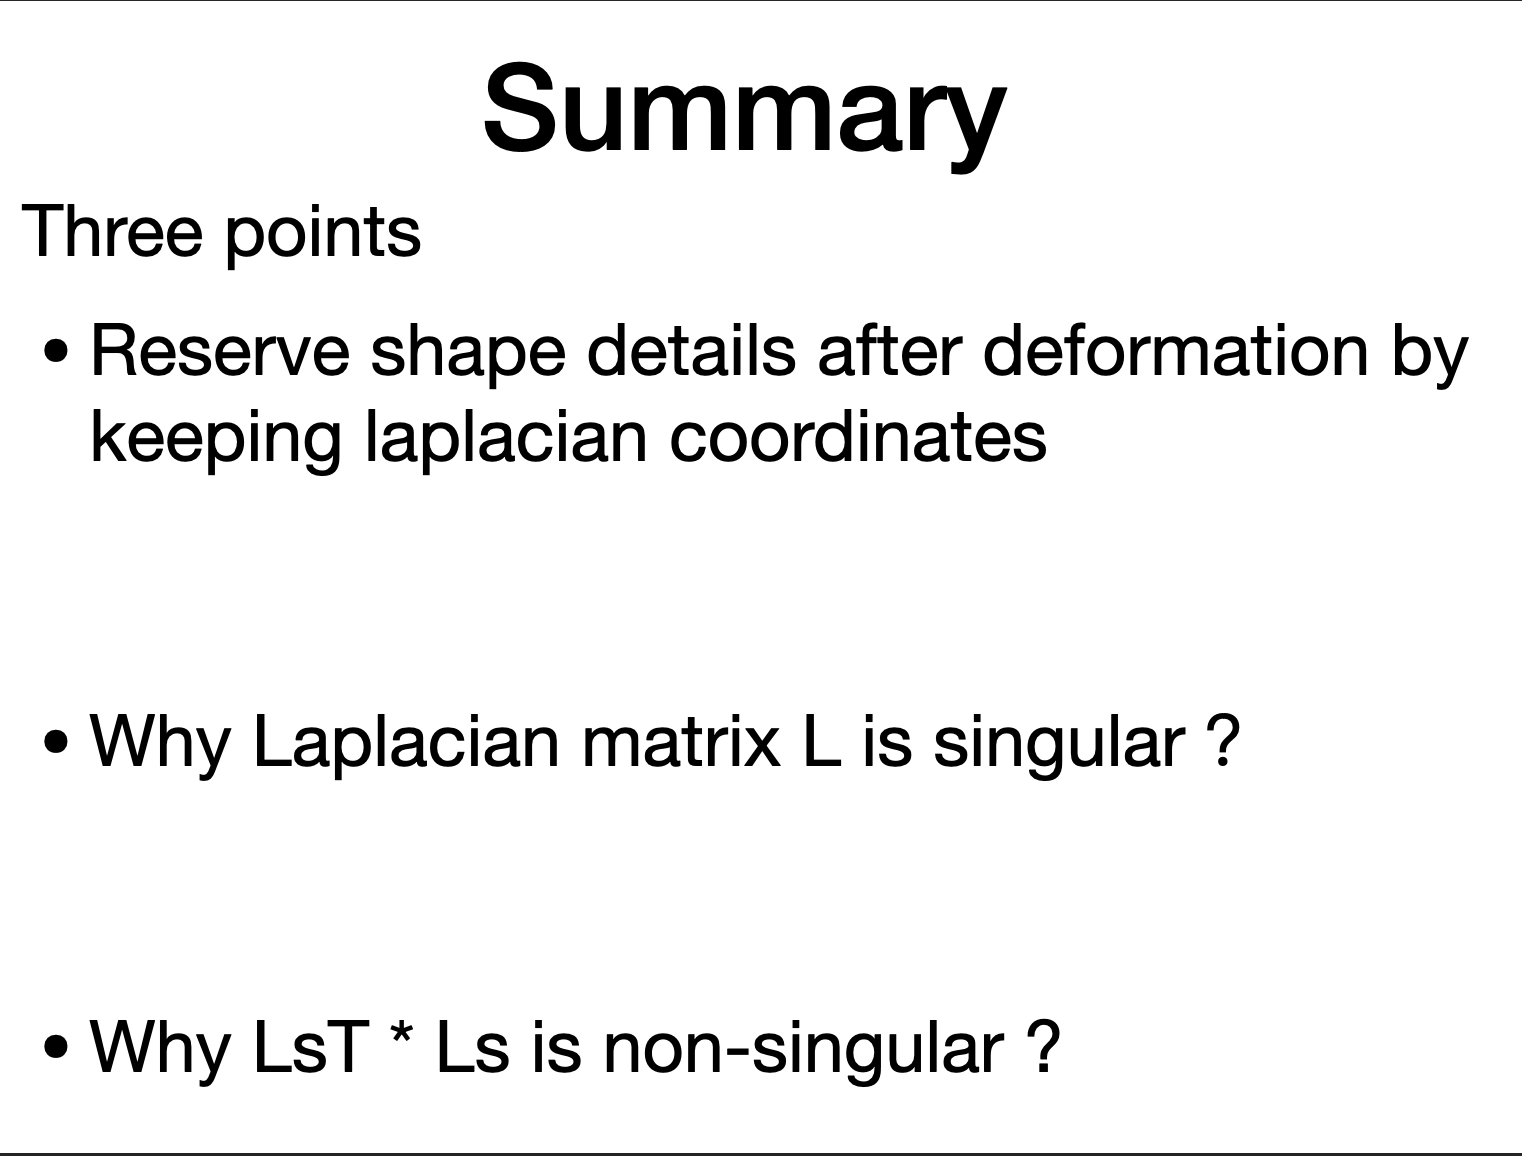 Summary
Three points
• Reserve shape details after deformation by
keeping laplacian coordinates
• Why Laplacian matrix L is singular ?
• Why LsT * Ls is non-singular ?